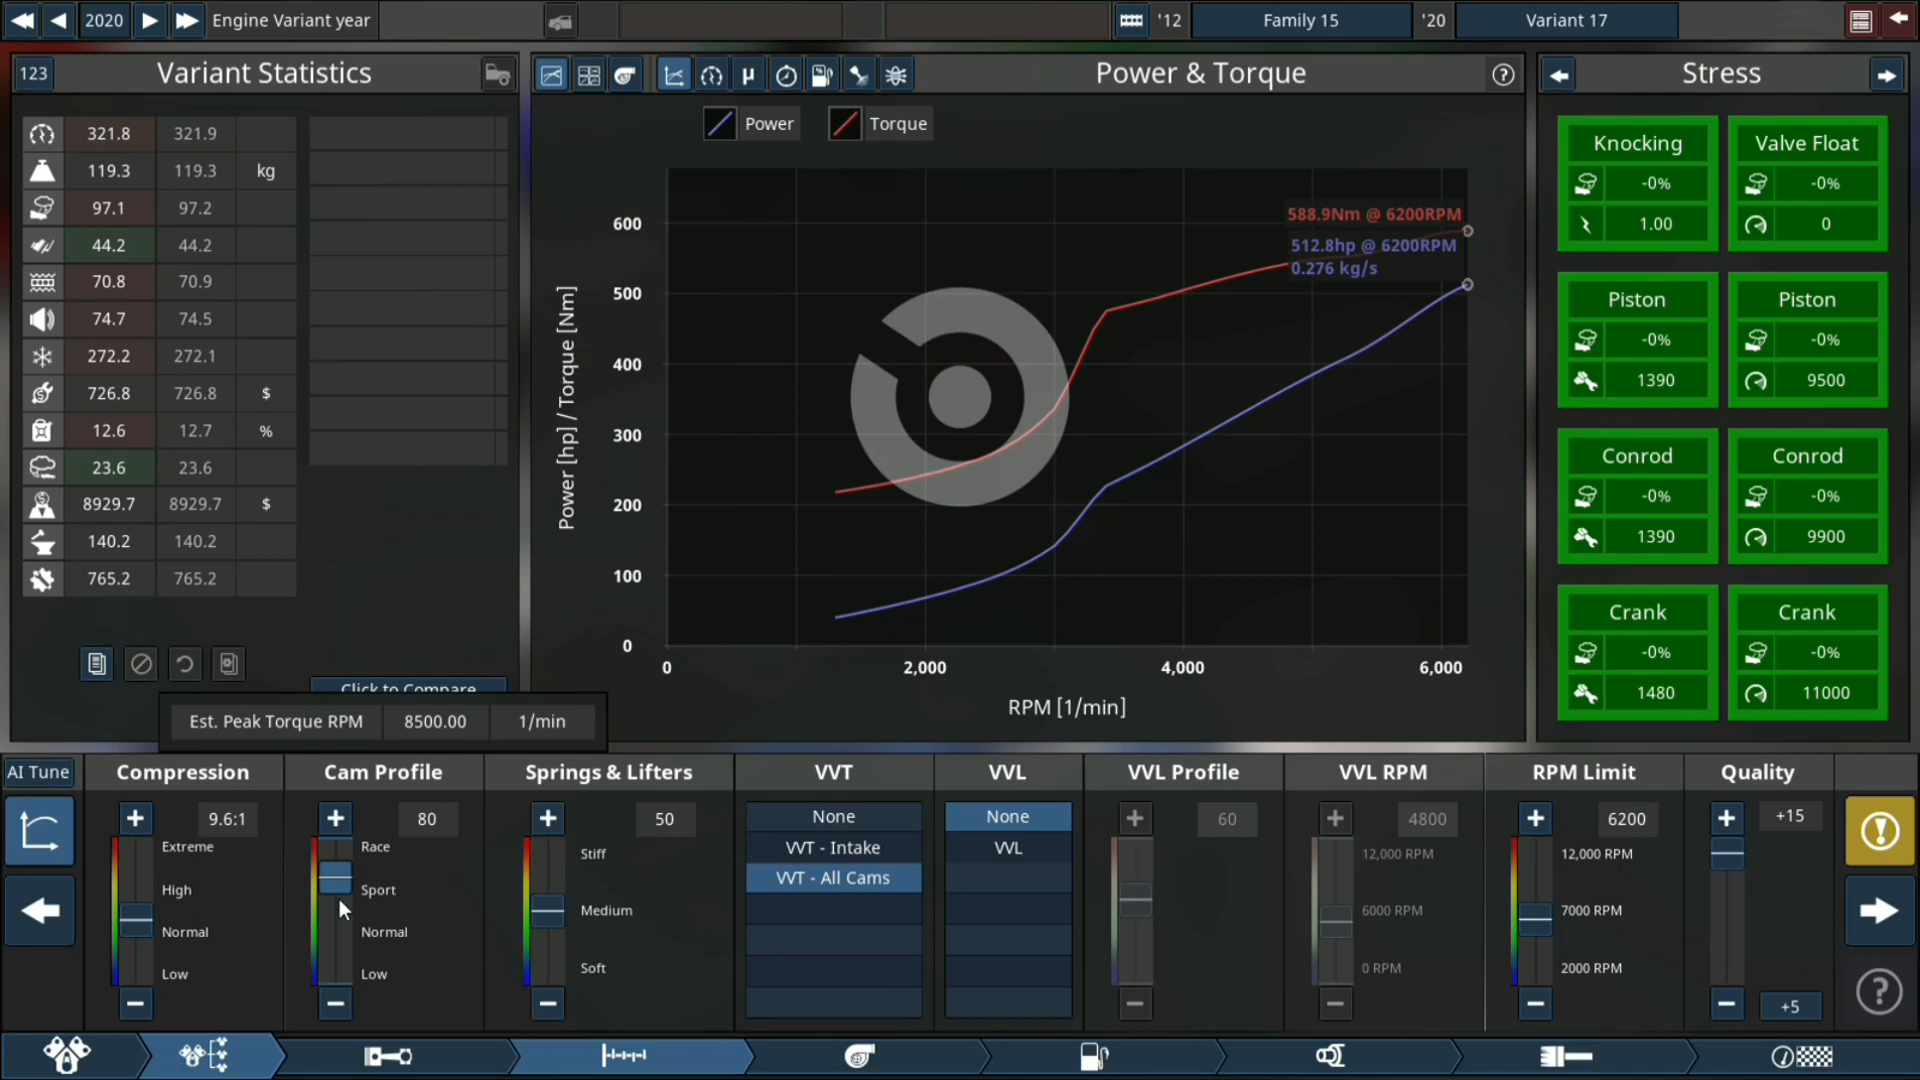 2020 Engine Variant year '12 Family 15 '20 Variant 17
123 Variant Statistics
321.8 321.9
119.3 119.3 kg
97.1 97.2
44.2 44.2
70.8 70.9
74.7 74.5
272.2 272.1
726.8 726.8 $
12.6 12.7 %
23.6 23.6
8929.7 8929.7 $
140.2 140.2
765.2 765.2
Click to Compare
Est. Peak Torque RPM 8500.00 1/min
μ Power & Torque ?
Power Torque
588.9Nm @ 6200RPM
512.8hp @ 6200RPM
0.276 kg/s
Power [hp] / Torque [Nm]
600
500
400
300
200
100
0
0 2,000 4,000 6,000
RPM [1/min]
Stress
Knocking Valve Float
-0% -0%
1.00 0
Piston Piston
-0% -0%
1390 9500
Conrod Conrod
-0% -0%
1390 9900
Crank Crank
-0% -0%
1480 11000
AI Tune
Compression
+ 9.6:1
Extreme
High
Normal
Low
Cam Profile
+ 80
Race
Sport
Normal
Low
Springs & Lifters
+ 50
Stiff
Medium
Soft
VVT
None
VVT - Intake
VVT - All Cams
VVL
None
VVL
VVL Profile
+ 60
VVL RPM
+ 4800
12,000 RPM
6000 RPM
0 RPM
RPM Limit
+ 6200
12,000 RPM
7000 RPM
2000 RPM
Quality
+ +15
+5
?